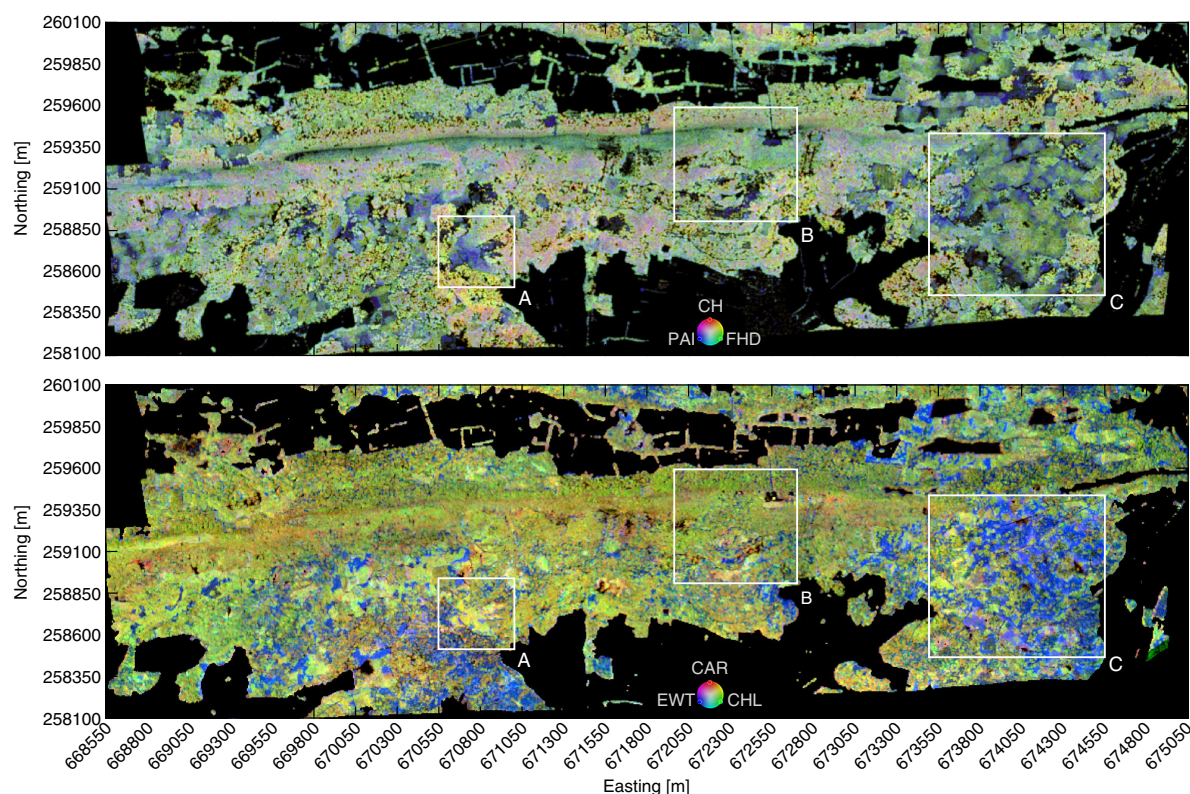 260100
259850
259600
259350
259100
258850
258600
258350
258100
Northing [m]
A
B
C
CH
PAI FHD
260100
259850
259600
259350
259100
258850
258600
258350
258100
Northing [m]
A
B
C
CAR
EWT CHL
668550 668800 669050 669300 669550 669800 670050 670300 670550 670800 671050 671300 671550 671800 672050 672300 672550 672800 673050 673300 673550 673800 674050 674300 674550 674800 675050
Easting [m]